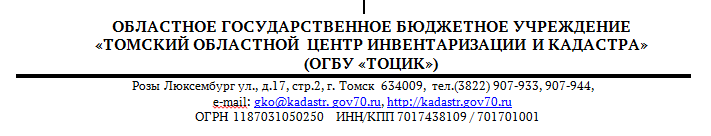 ОБЛАСТНОЕ ГОСУДАРСТВЕННОЕ БЮДЖЕТНОЕ УЧРЕЖДЕНИЕ
«ТОМСКИЙ ОБЛАСТНОЙ ЦЕНТР ИНВЕНТАРИЗАЦИИ И КАДАСТРА»
(ОГБУ «ТОЦИК»)
Розы Люксембург ул., д.17, стр.2, г. Томск 634009, тел.(3822) 907-933, 907-944,
e-mail: gko@kadastr. gov70.ru, http://kadastr.gov70.ru
ОГРН 1187031050250 ИНН/КПП 7017438109 / 701701001